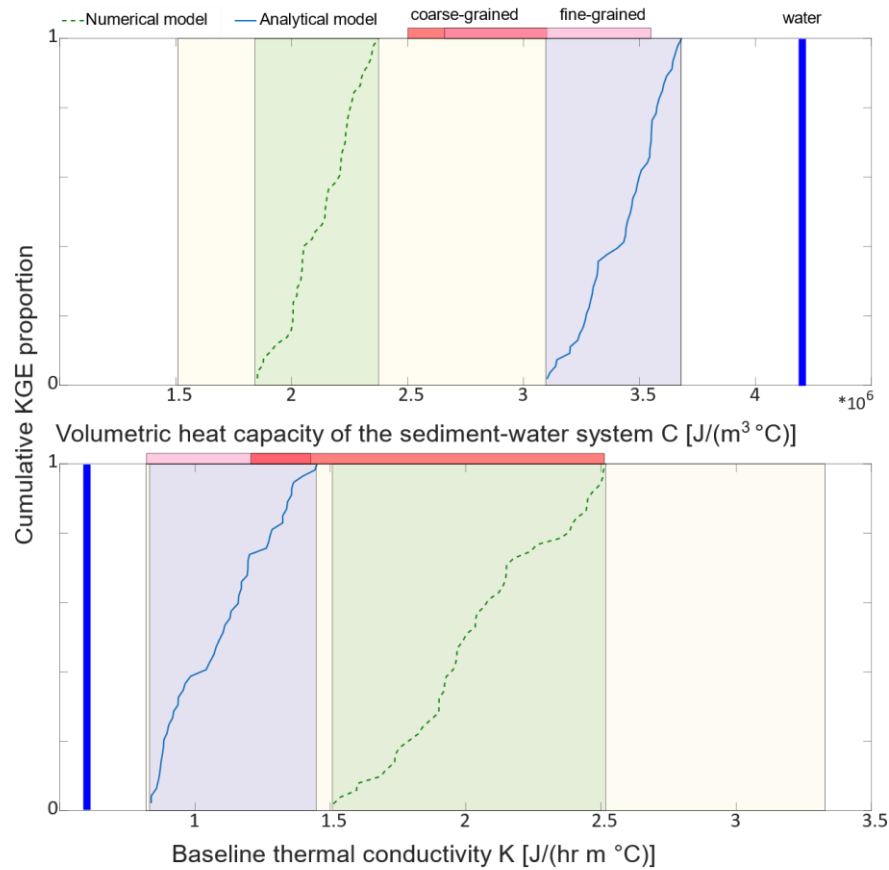 Numerical model Analytical model coarse-grained fine-grained water
1
0
1.5 2 2.5 3 3.5 4 *10^6
Volumetric heat capacity of the sediment-water system C [J/(m³ °C)]
Cumulative KGE proportion
1
0
1 1.5 2 2.5 3 3.5
Baseline thermal conductivity K [J/(hr m °C)]